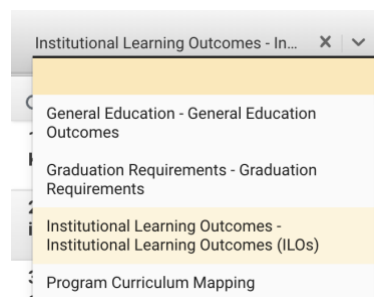 Institutional Learning Outcomes - In...
General Education - General Education
Outcomes
Graduation Requirements - Graduation
Requirements
Institutional Learning Outcomes -
Institutional Learning Outcomes (ILOs)
Program Curriculum Mapping